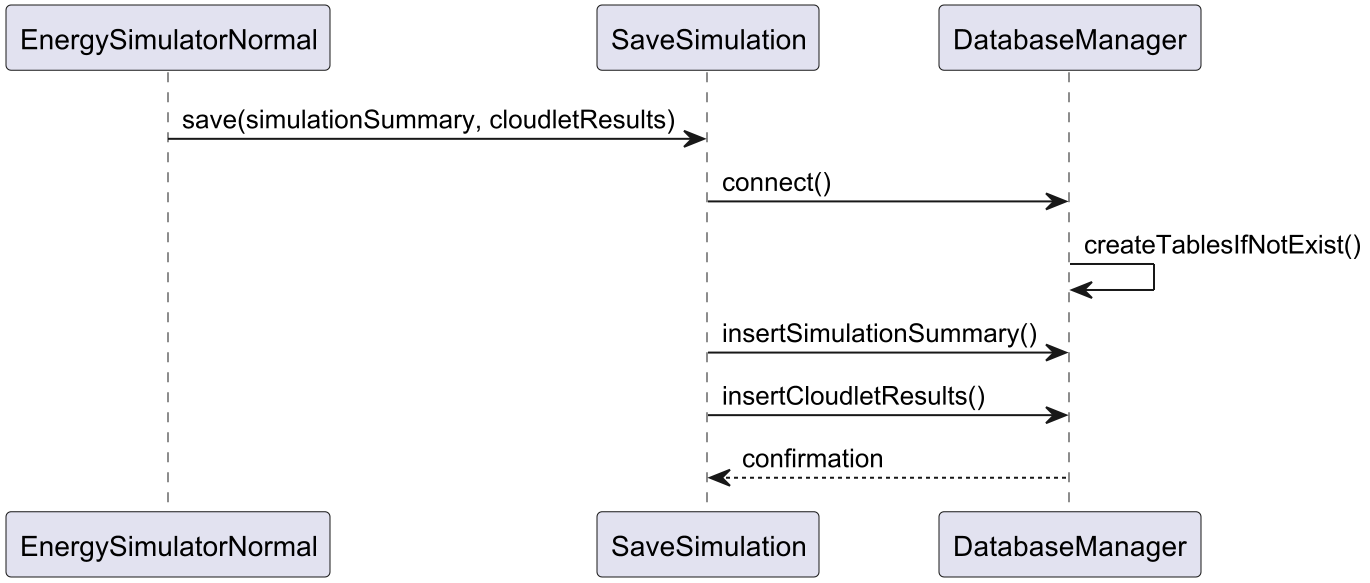 EnergySimulatorNormal
SaveSimulation
DatabaseManager
save(simulationSummary, cloudletResults)
connect()
createTablesIfNotExist()
insertSimulationSummary()
insertCloudletResults()
confirmation
EnergySimulatorNormal
SaveSimulation
DatabaseManager